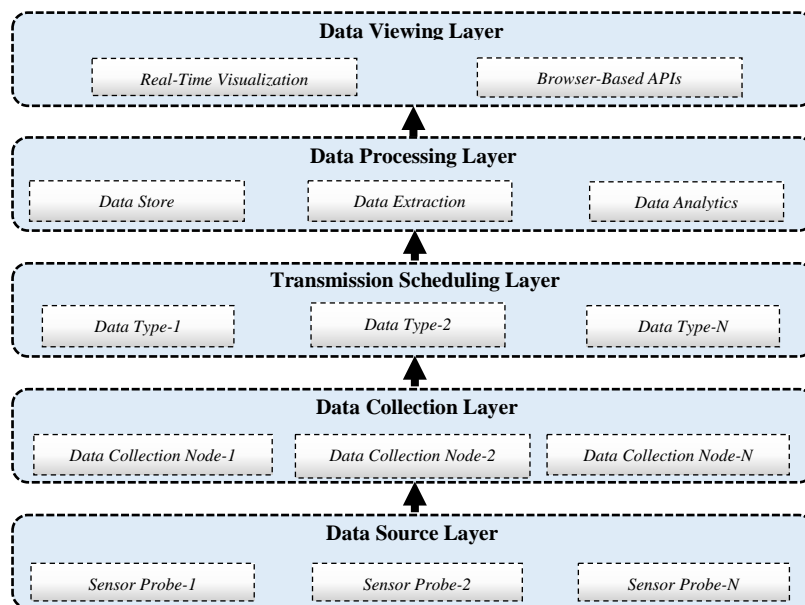 Data Viewing Layer
Real-Time Visualization
Browser-Based APIs
Data Processing Layer
Data Store
Data Extraction
Data Analytics
Transmission Scheduling Layer
Data Type-1
Data Type-2
Data Type-N
Data Collection Layer
Data Collection Node-1
Data Collection Node-2
Data Collection Node-N
Data Source Layer
Sensor Probe-1
Sensor Probe-2
Sensor Probe-N